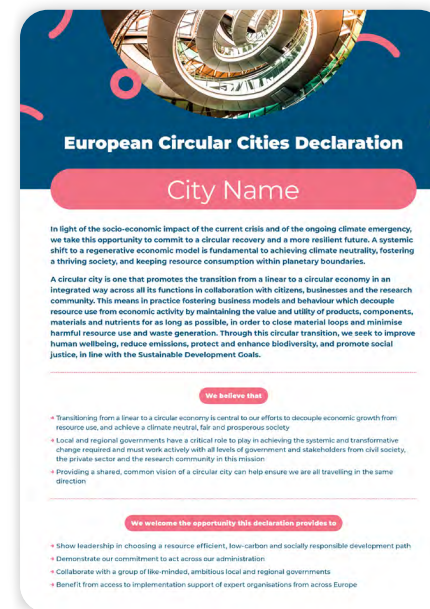 European Circular Cities Declaration
City Name
In light of the socio-economic impact of the current crisis and of the ongoing climate emergency,
we take this opportunity to commit to a circular recovery and a more resilient future. A systemic
shift to a regenerative economic model is fundamental to achieving climate neutrality, fostering
a thriving society, and keeping resource consumption within planetary boundaries.
A circular city is one that promotes the transition from a linear to a circular economy in an
integrated way across all its functions in collaboration with citizens, businesses and the research
community. This means in practice fostering business models and behaviour which decouple
resource use from economic activity by maintaining the value and utility of products, components,
materials and nutrients for as long as possible, in order to close material loops and minimise
harmful resource use and waste generation. Through this circular transition, we seek to improve
human wellbeing, reduce emissions, protect and enhance biodiversity, and promote social
justice, in line with the Sustainable Development Goals.
We believe that
Transitioning from a linear to a circular economy is central to our efforts to decouple economic growth from
resource use, and achieve a climate neutral, fair and prosperous society
Local and regional governments have a critical role to play in achieving the systemic and transformative
change required and must work actively with all levels of government and stakeholders from civil society,
the private sector and the research community in this mission
Providing a shared, common vision of a circular city can help ensure we are all travelling in the same
direction
We welcome the opportunity this declaration provides to
Show leadership in choosing a resource efficient, low-carbon and socially responsible development path
Demonstrate our commitment to act across our administration
Collaborate with a group of like-minded, ambitious local and regional governments
Benefit from access to implementation support of expert organisations from across Europe